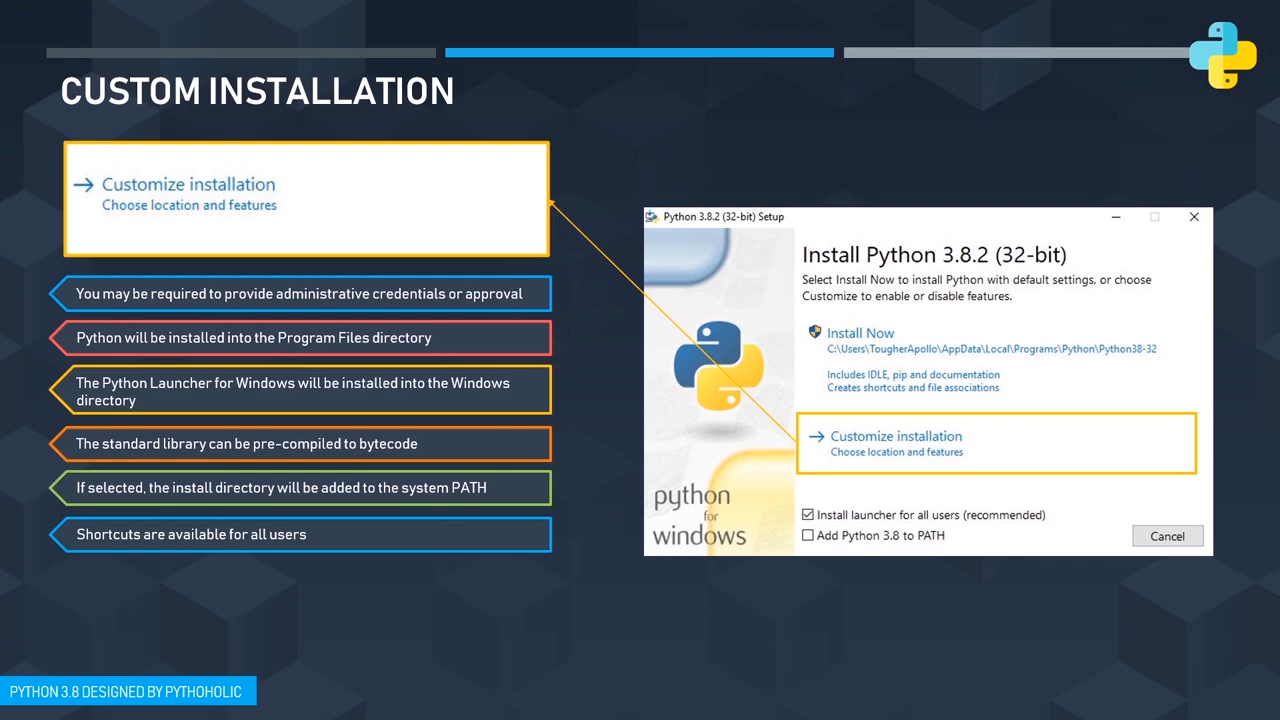 CUSTOM INSTALLATION
Customize installation
Choose location and features
You may be required to provide administrative credentials or approval
Python will be installed into the Program Files directory
The Python Launcher for Windows will be installed into the Windows
directory
The standard library can be pre-compiled to bytecode
If selected, the install directory will be added to the system PATH
Shortcuts are available for all users
Python 3.8.2 (32-bit) Setup
Install Python 3.8.2 (32-bit)
Select Install Now to install Python with default settings, or choose
Customize to enable or disable features.
Install Now
C:\Users\TougherApollo\AppData\Local\Programs\Python\Python38-32
Includes IDLE, pip and documentation
Creates shortcuts and file associations
Customize installation
Choose location and features
python
for
windows
Install launcher for all users (recommended)
Add Python 3.8 to PATH
Cancel
PYTHON 3.8 DESIGNED BY PYTHOHOLIC